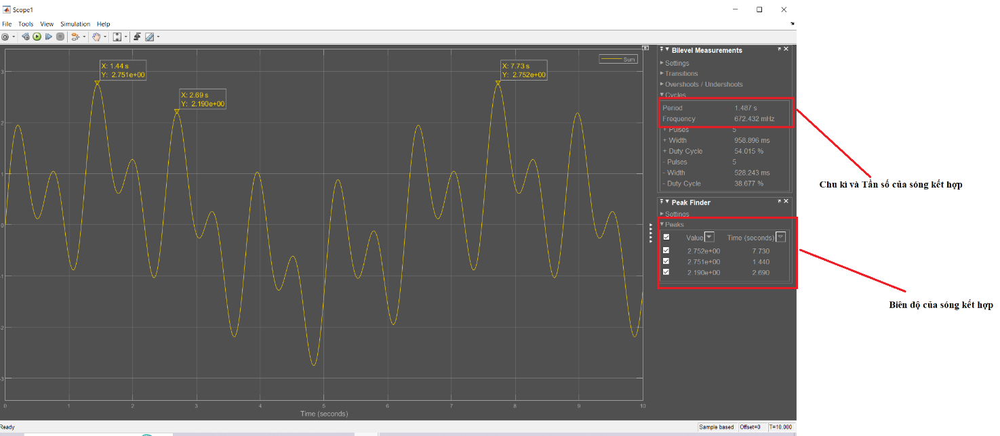 Scope1
File Tools View Simulation Help
X: 1.44 s
Y: 2.751e+00
X: 2.69 s
Y: 2.190e+00
X: 7.73 s
Y: 2.752e+00
Sum
3
2
1
0
-1
-2
-3
0 1 2 3 4 5 6 7 8 9 10
Time (seconds)
Bilevel Measurements
Settings
Transitions
Overshoots / Undershoots
Cycles
Period 1.487 s
Frequency 672.432 mHz
+ Pulses 5
+ Width 958.896 ms
+ Duty Cycle 54.015 %
- Pulses 5
- Width 528.243 ms
- Duty Cycle 38.677 %
Peak Finder
Settings
Peaks
Value Time (seconds)
2.752e+00 7.730
2.751e+00 1.440
2.190e+00 2.690
Chu kì và Tần số của sóng kết hợp
Biên độ của sóng kết hợp
Ready
Sample based Offset=0 T=10.000